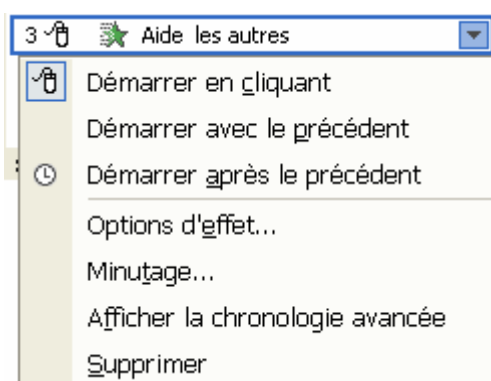 3 Aide les autres
Démarrer en cliquant
Démarrer avec le précédent
Démarrer après le précédent
Options d'effet...
Minutage...
Afficher la chronologie avancée
Supprimer